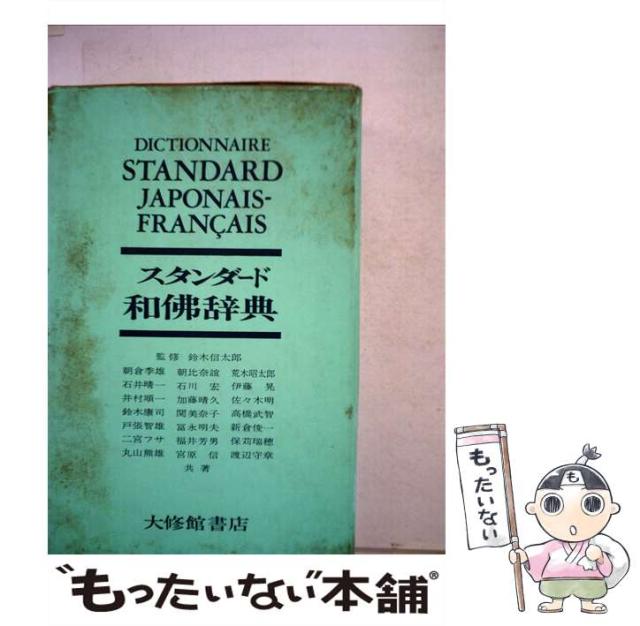 DICTIONNAIRE
STANDARD
JAPONAIS-
FRANÇAIS
スタンダード
和佛辞典
監修 鈴木信太郎
朝倉季雄 朝比奈誼 荒木昭太郎
石井晴一 石川 宏 伊藤 晃
井村順一 加藤晴久 佐々木明
鈴木康司 関美奈子 高橋武智
戸張智雄 冨永明夫 新倉俊一
二宮フサ 福井芳男 保苅瑞穂
丸山熊雄 宮原 信 渡辺守章
共著
大修館書店
も
もったいない
"もったいない"本舗®